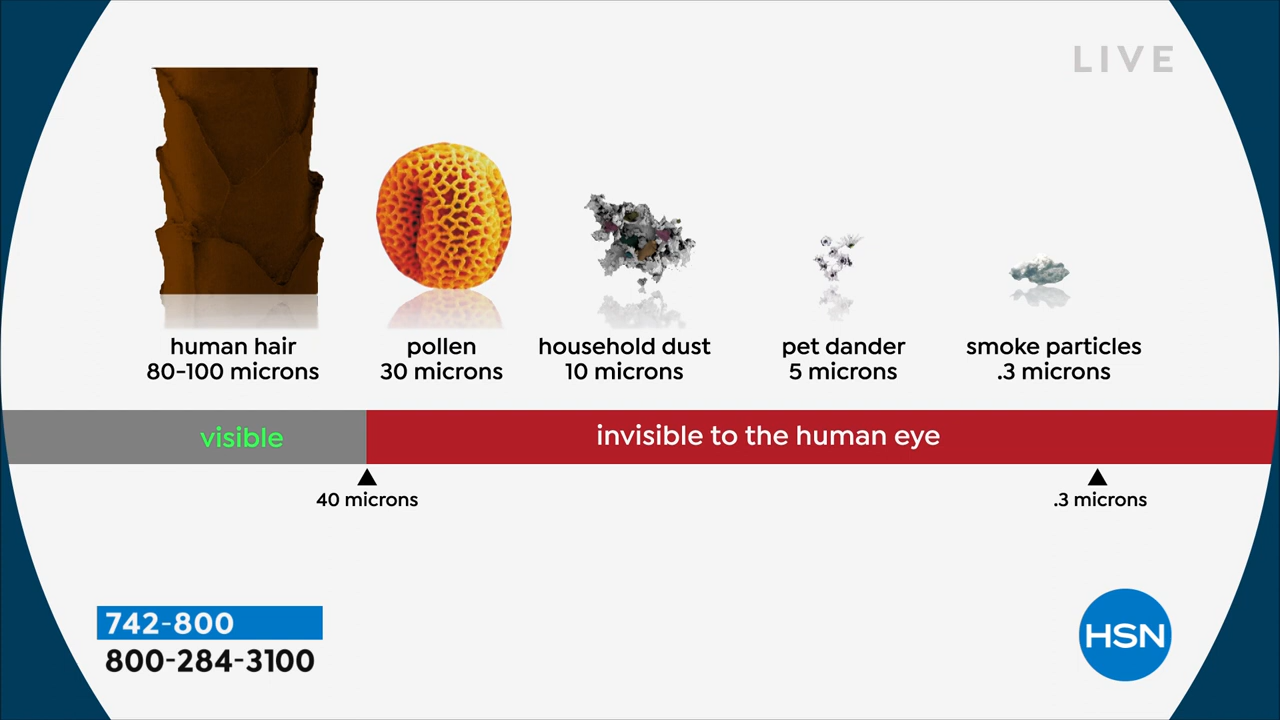 LIVE
human hair
80-100 microns
pollen
30 microns
household dust
10 microns
pet dander
5 microns
smoke particles
.3 microns
visible
invisible to the human eye
40 microns
.3 microns
742-800
800-284-3100
HSN